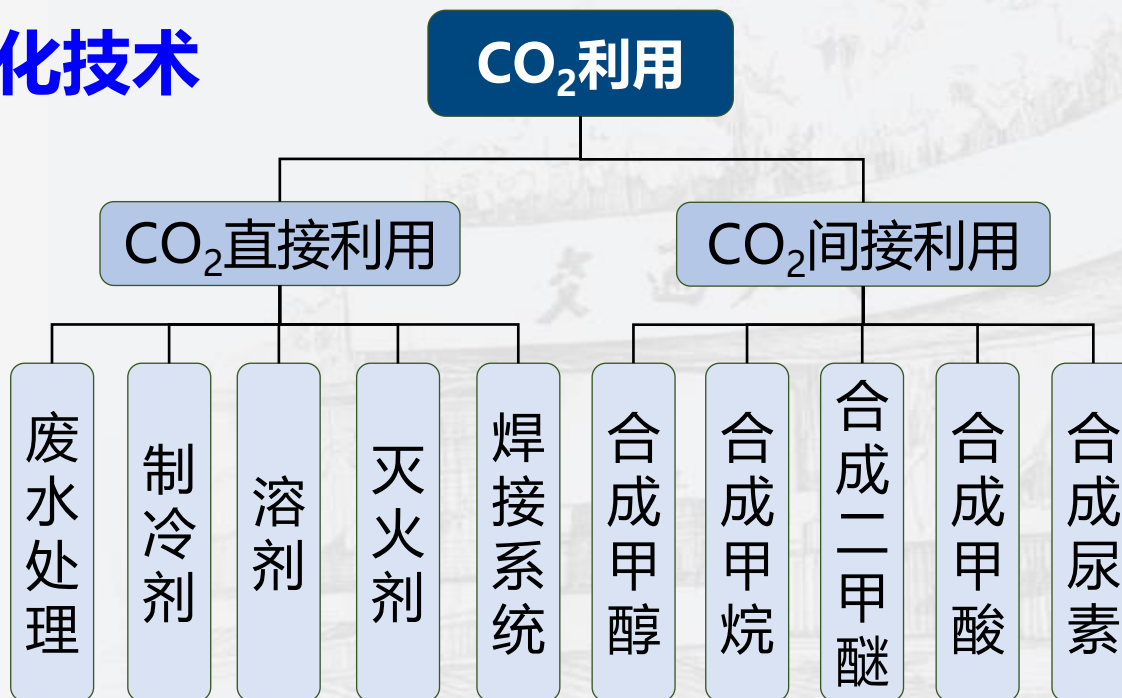 化技术
CO₂利用
CO₂直接利用
CO₂间接利用
废水处理
制冷剂
溶剂
灭火剂
焊接系统
合成甲醇
合成甲烷
合成二甲醚
合成甲酸
合成尿素